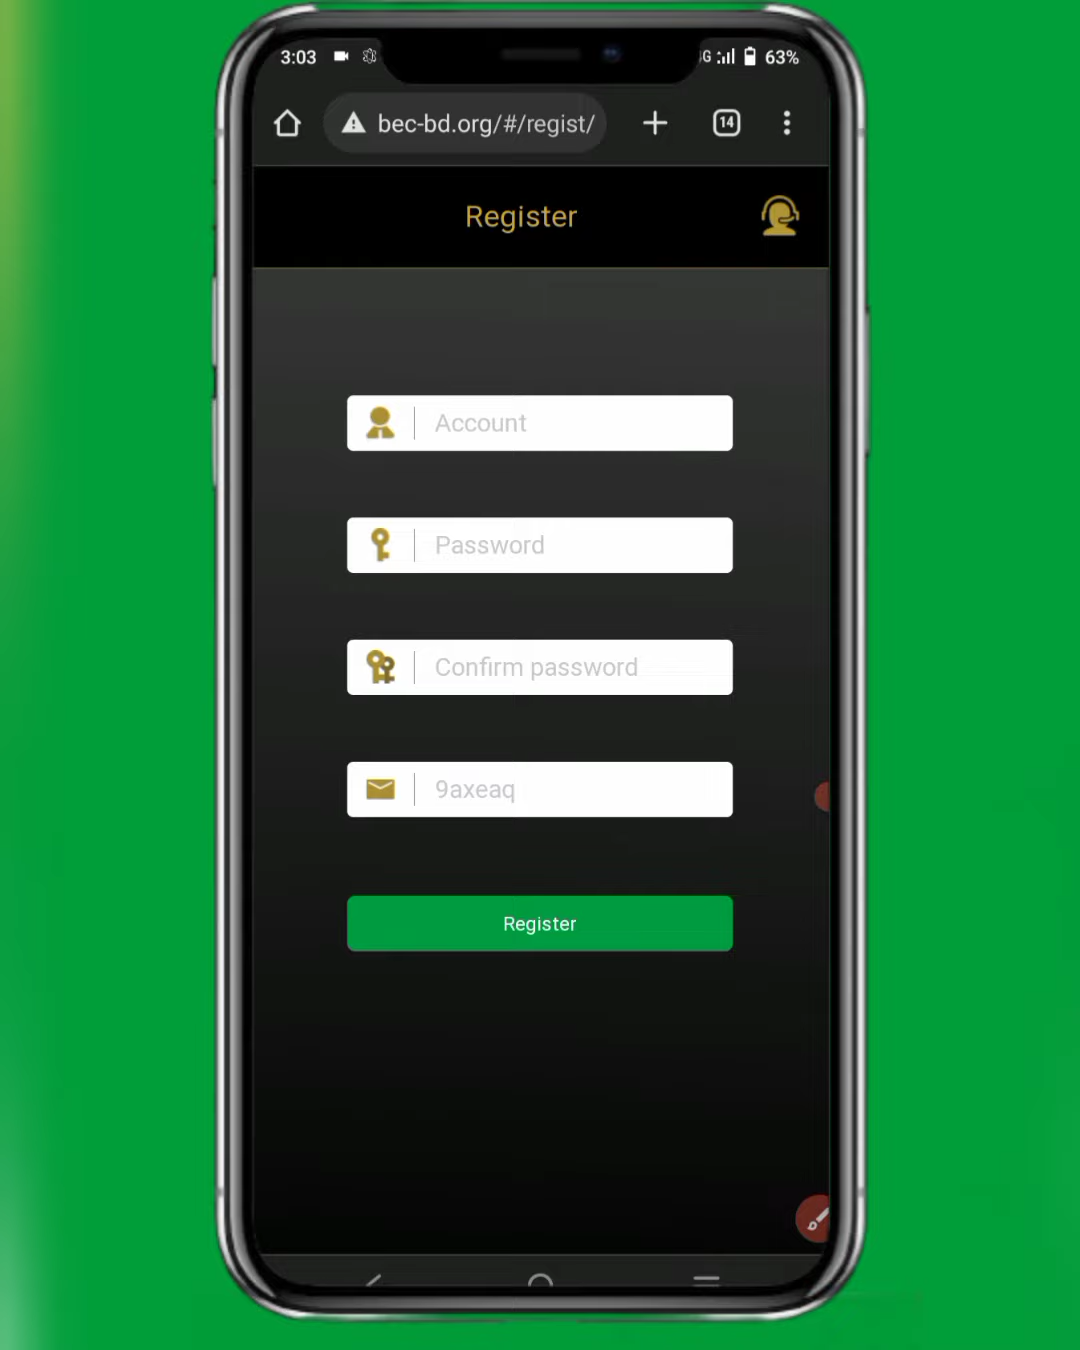 3:03
G 63%
bec-bd.org/#/regist/
14
Register
Account
Password
Confirm password
9axeaq
Register